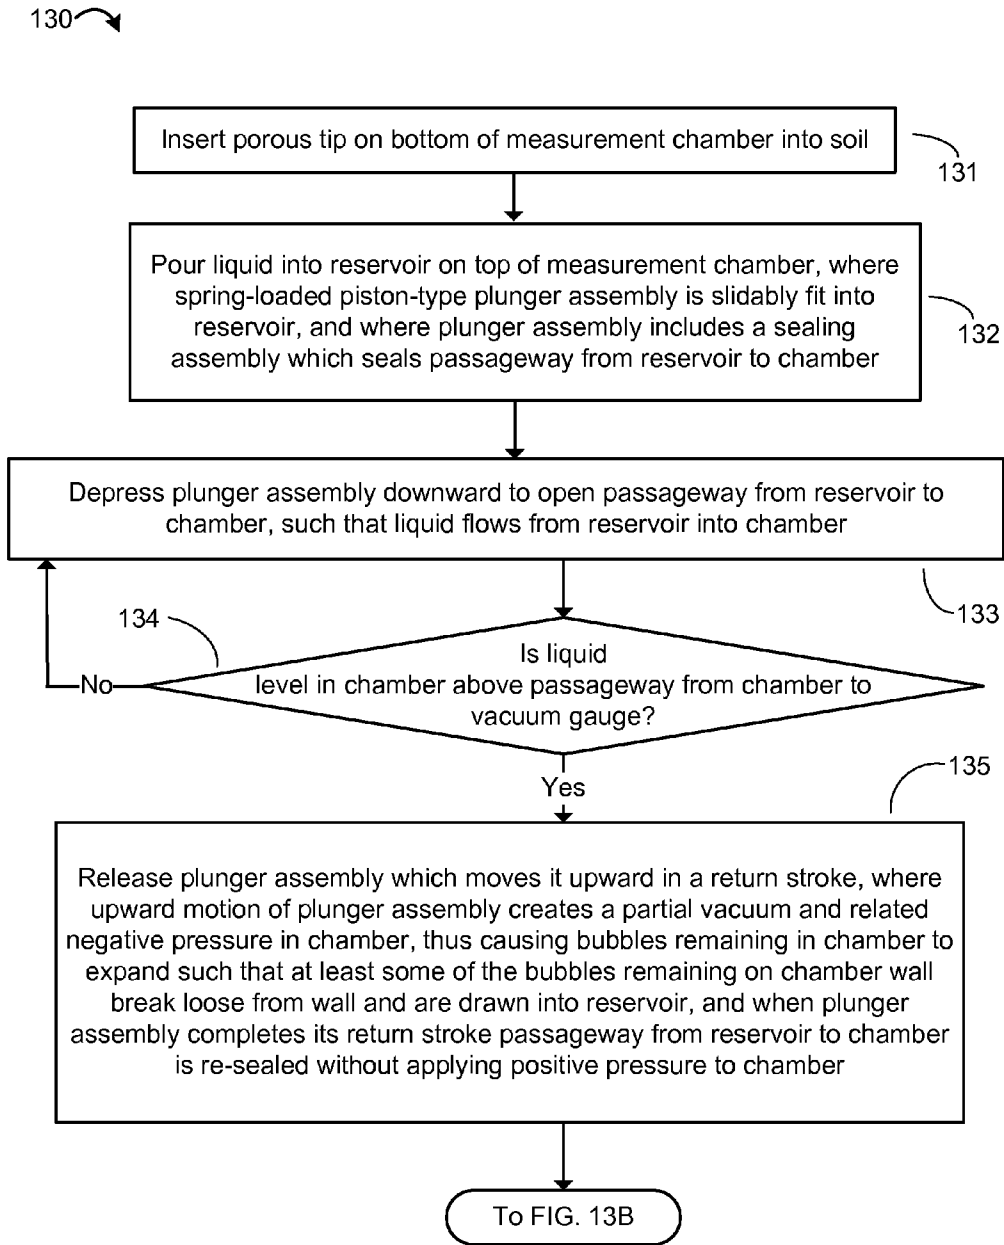 130
Insert porous tip on bottom of measurement chamber into soil
131
Pour liquid into reservoir on top of measurement chamber, where
spring-loaded piston-type plunger assembly is slidably fit into
reservoir, and where plunger assembly includes a sealing
assembly which seals passageway from reservoir to chamber
132
Depress plunger assembly downward to open passageway from reservoir to
chamber, such that liquid flows from reservoir into chamber
133
134
Is liquid
level in chamber above passageway from chamber to
vacuum gauge?
No
Yes
135
Release plunger assembly which moves it upward in a return stroke, where
upward motion of plunger assembly creates a partial vacuum and related
negative pressure in chamber, thus causing bubbles remaining in chamber to
expand such that at least some of the bubbles remaining on chamber wall
break loose from wall and are drawn into reservoir, and when plunger
assembly completes its return stroke passageway from reservoir to chamber
is re-sealed without applying positive pressure to chamber
To FIG. 13B